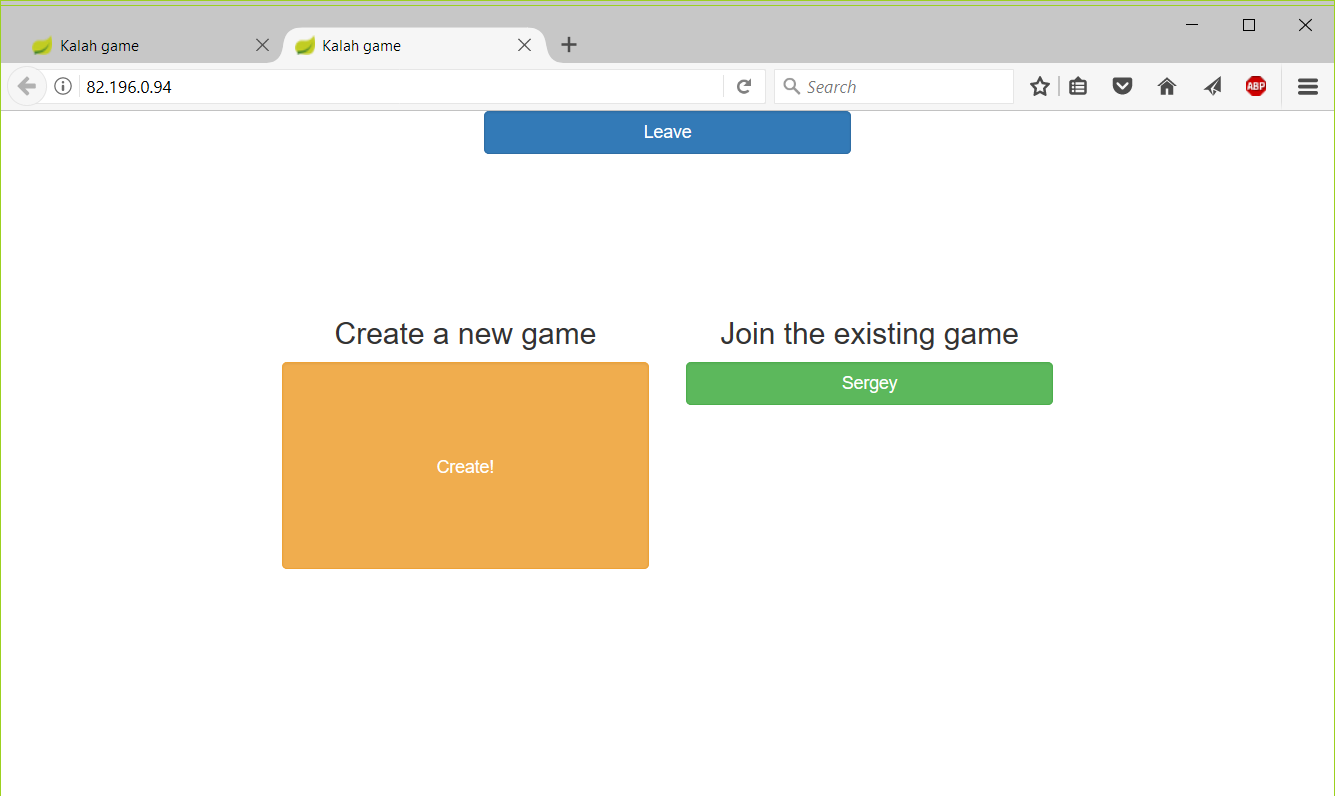 Kalah game
Kalah game
82.196.0.94
Search
ABP
Leave
Create a new game
Join the existing game
Create!
Sergey